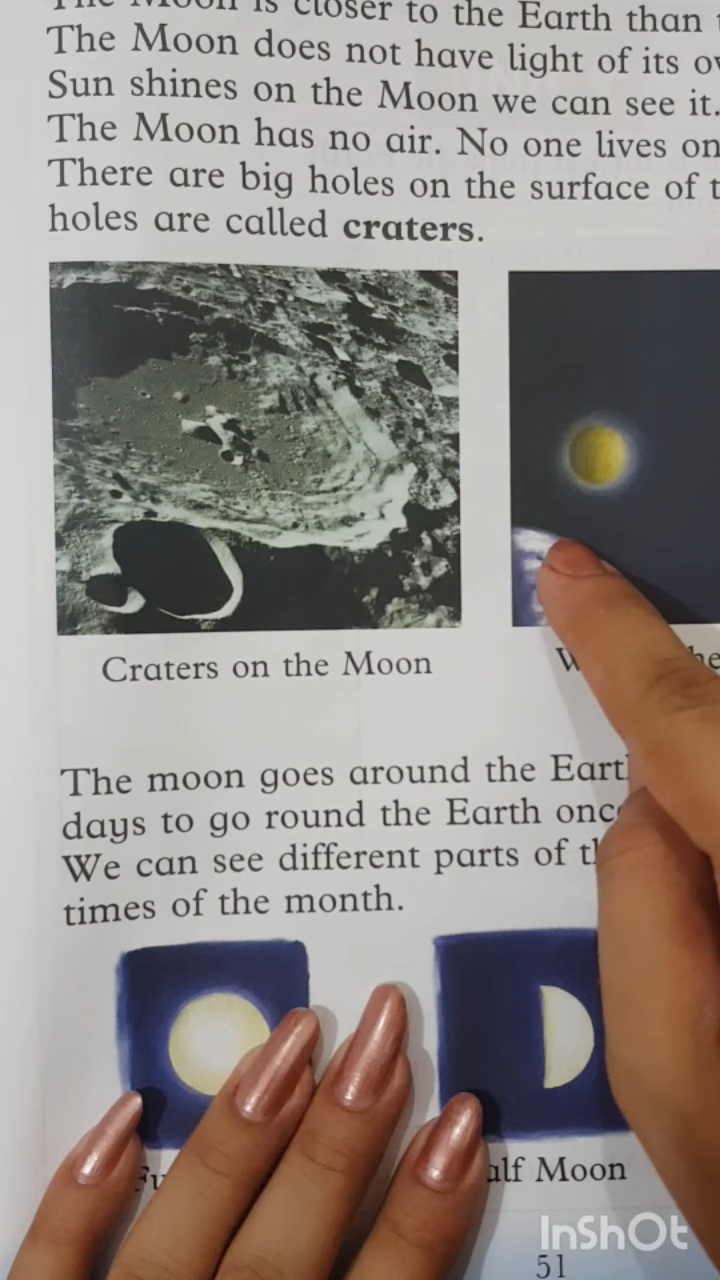 The Moon is closer to the Earth than
The Moon does not have light of its
Sun shines on the Moon we can see it.
The Moon has no air. No one lives on
There are big holes on the surface of
holes are called craters.
Craters on the Moon
The moon goes around the
days to go round the Earth
We can see different parts of
times of the month.
Moon
51
InShOt